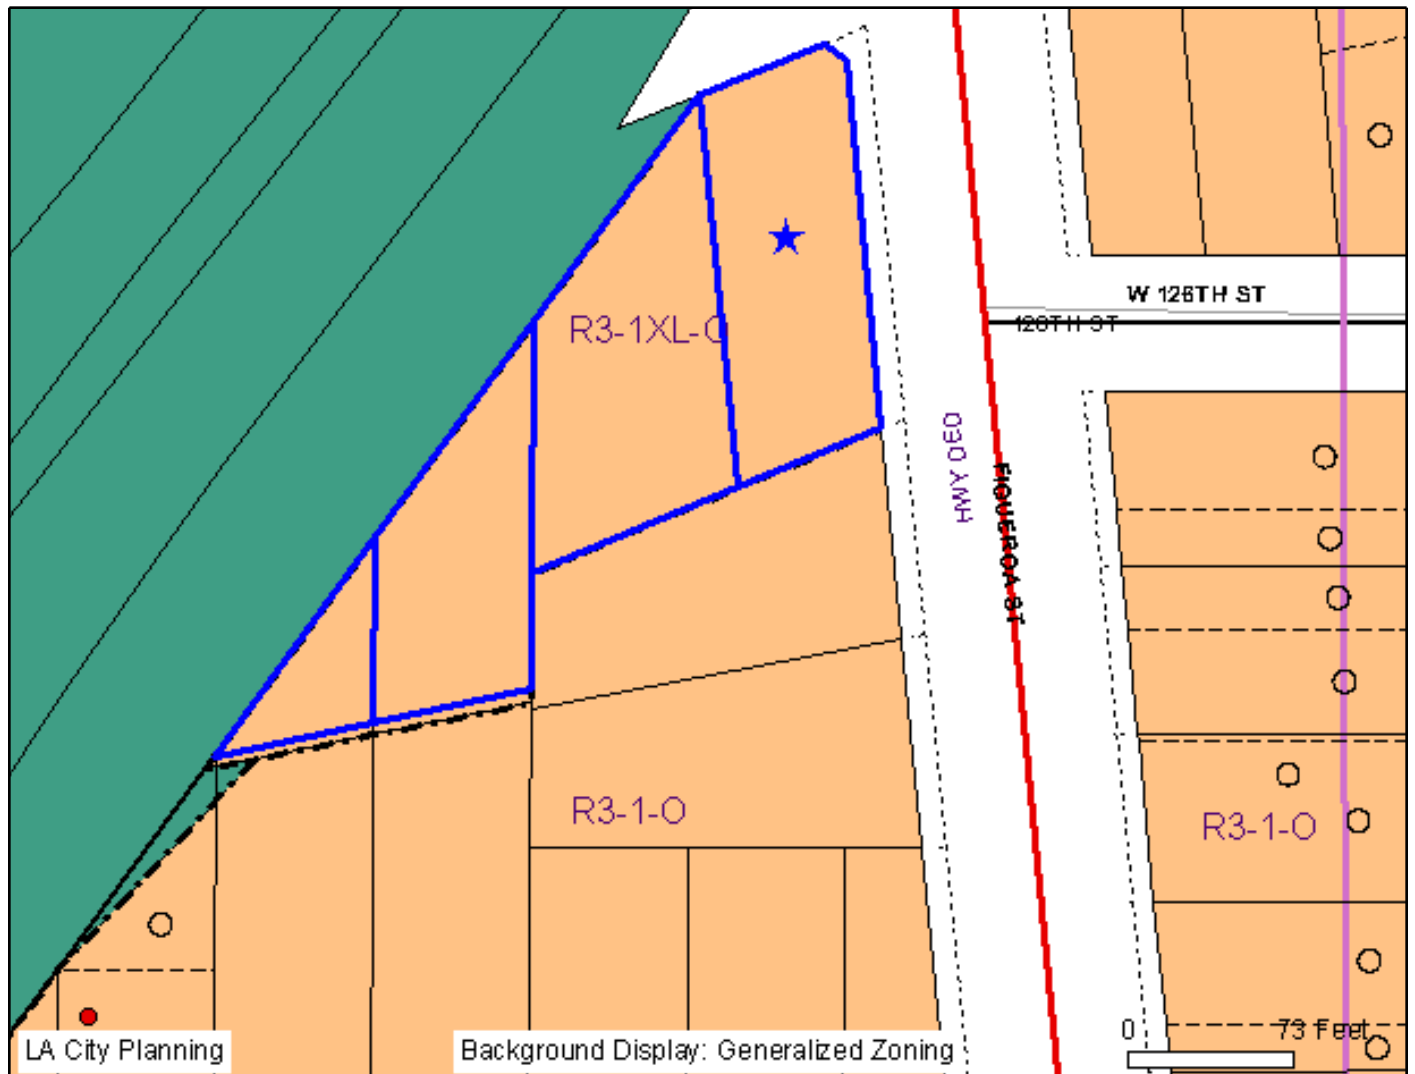 W 126TH ST
126TH ST
R3-1XL-O
HWY DED
FIGUEROA ST
R3-1-O
R3-1-O
0 73 Feet
LA City Planning
Background Display: Generalized Zoning